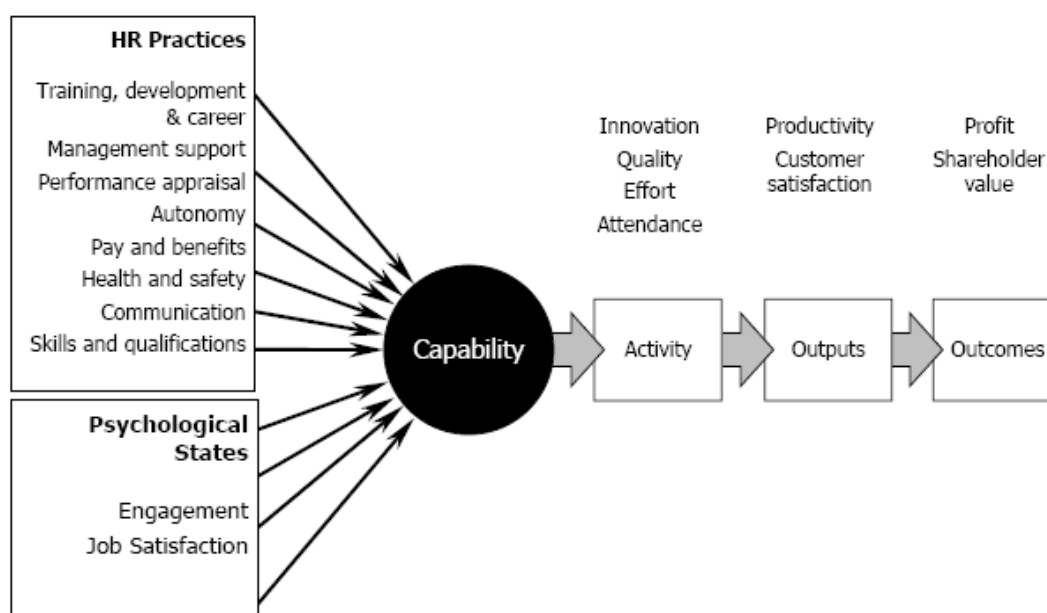 HR Practices
Training, development
& career
Management support
Performance appraisal
Autonomy
Pay and benefits
Health and safety
Communication
Skills and qualifications
Psychological
States
Engagement
Job Satisfaction
Capability
Innovation
Quality
Effort
Attendance
Activity
Productivity
Customer
satisfaction
Outputs
Profit
Shareholder
value
Outcomes